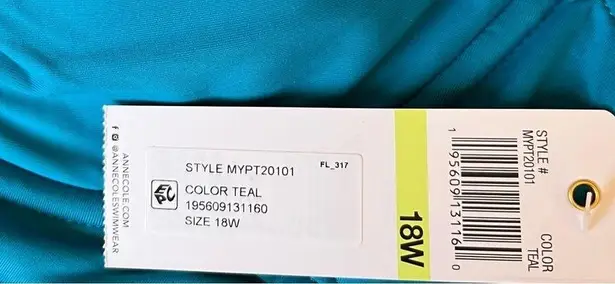 ANNECOLE.COM
@ANNECOLESWIMWEAR
STYLE MYPT20101
FL_317
EPC
COLOR TEAL
195609131160
SIZE 18W
18W
STYLE #
MYPT20101
1 95609 13116 0
COLOR
TEAL